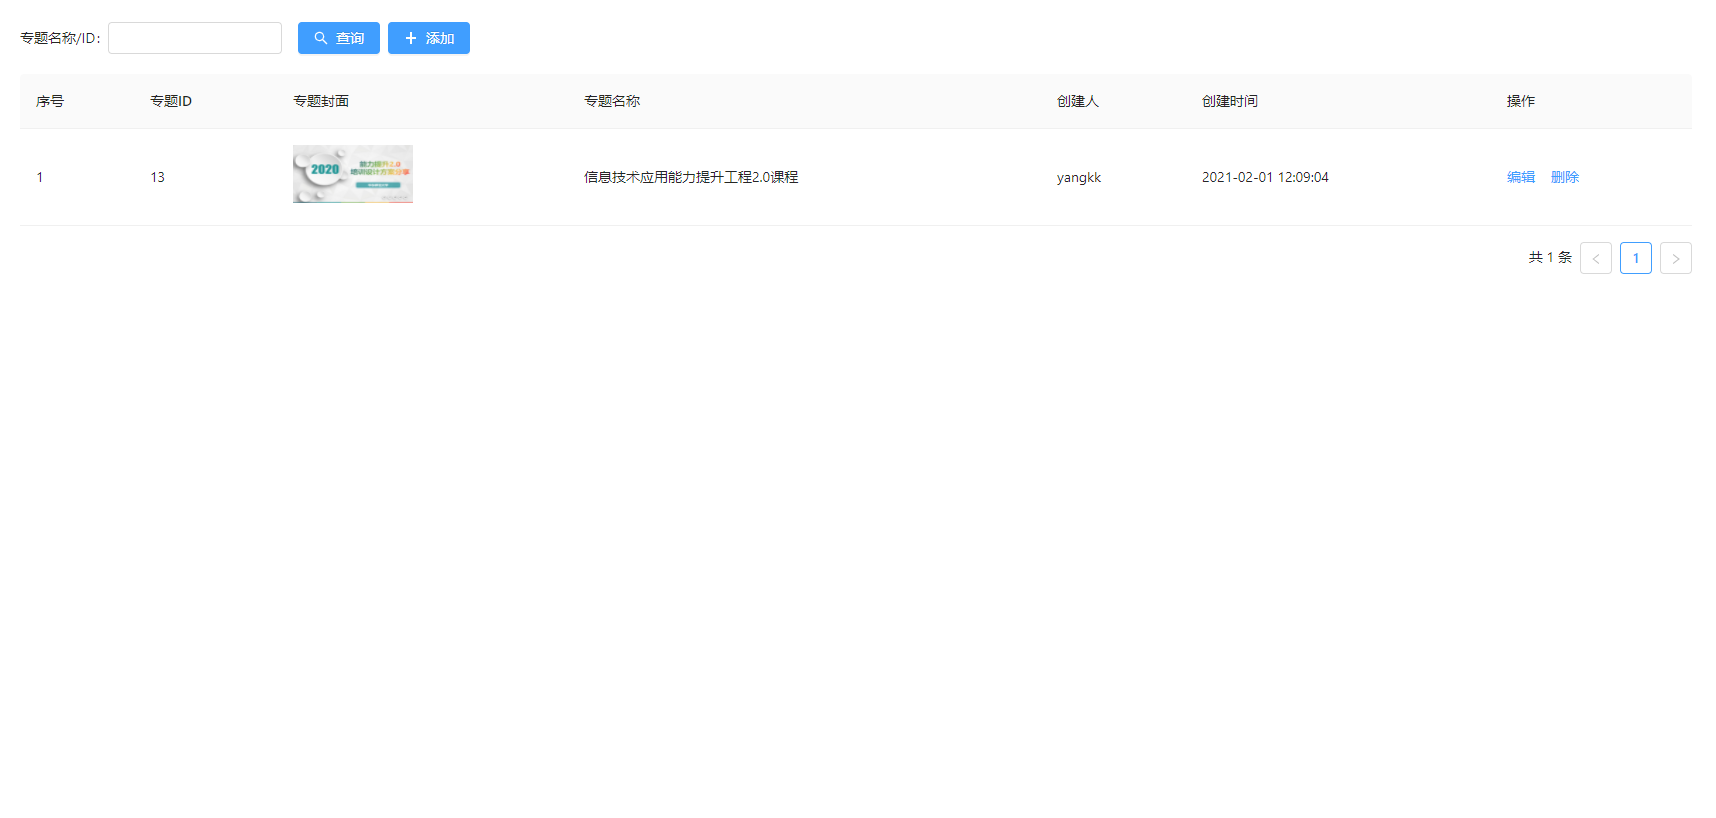 专题名称/ID: 查询 添加
序号 专题ID 专题封面 专题名称 创建人 创建时间 操作
2020 能力提升2.0
培训设计方案分享
1 13 信息技术应用能力提升工程2.0课程 yangkk 2021-02-01 12:09:04 编辑 删除
共 1 条 < 1 >